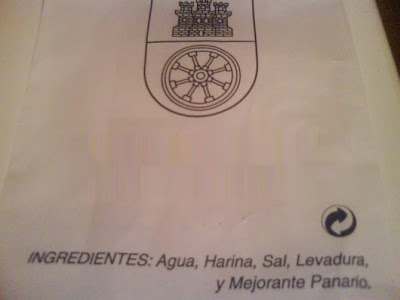 INGREDIENTES: Agua, Harina, Sal, Levadura,
y Mejorante Panario.